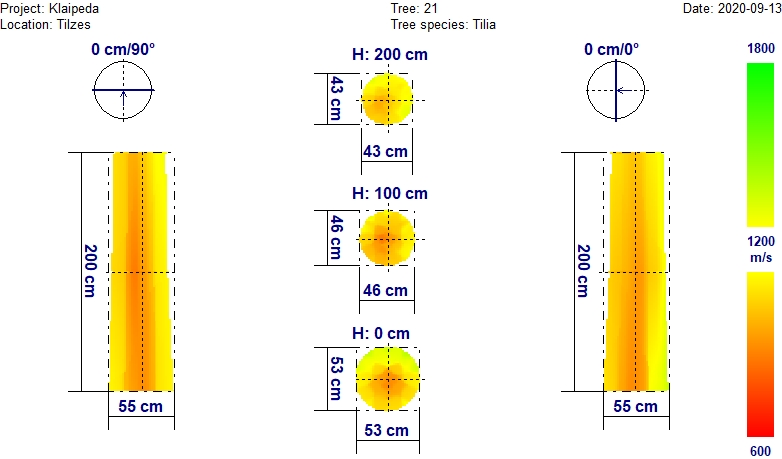 Project: Klaipeda
Location: Tilzes
Tree: 21
Tree species: Tilia
Date: 2020-09-13
0 cm/90°
200 cm
55 cm
H: 200 cm
43 cm
43 cm
H: 100 cm
46 cm
46 cm
H: 0 cm
53 cm
53 cm
0 cm/0°
200 cm
55 cm
1800
1200
m/s
600